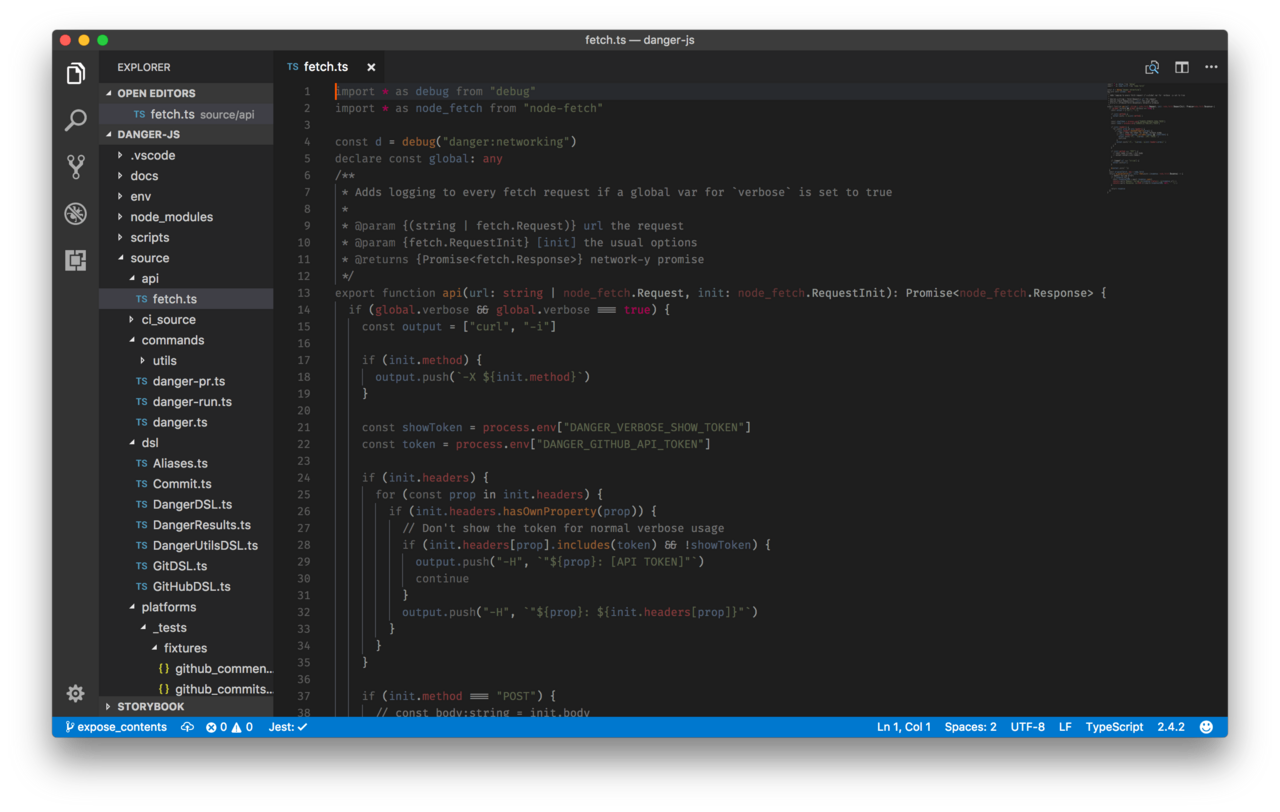 fetch.ts — danger-js
EXPLORER
OPEN EDITORS
TS fetch.ts source/api
DANGER-JS
.vscode
docs
env
node_modules
scripts
source
api
TS fetch.ts
ci_source
commands
utils
TS danger-pr.ts
TS danger-run.ts
TS danger.ts
dsl
TS Aliases.ts
TS Commit.ts
TS DangerDSL.ts
TS DangerResults.ts
TS DangerUtilsDSL.ts
TS GitDSL.ts
TS GitHubDSL.ts
platforms
_tests
fixtures
{} github_commen...
{} github_commits...
STORYBOOK
TS fetch.ts ×
1 import * as debug from "debug"
2 import * as node_fetch from "node-fetch"
3
4 const d = debug("danger:networking")
5 declare const global: any
6 /**
7 * Adds logging to every fetch request if a global var for `verbose` is set to true
8 *
9 * @param {(string | fetch.Request)} url the request
10 * @param {fetch.RequestInit} [init] the usual options
11 * @returns {Promise<fetch.Response>} network-y promise
12 */
13 export function api(url: string | node_fetch.Request, init: node_fetch.RequestInit): Promise<node_fetch.Response> {
14 if (global.verbose && global.verbose === true) {
15 const output = ["curl", "-i"]
16
17 if (init.method) {
18 output.push(`-X ${init.method}`)
19 }
20
21 const showToken = process.env["DANGER_VERBOSE_SHOW_TOKEN"]
22 const token = process.env["DANGER_GITHUB_API_TOKEN"]
23
24 if (init.headers) {
25 for (const prop in init.headers) {
26 if (init.headers.hasOwnProperty(prop)) {
27 // Don't show the token for normal verbose usage
28 if (init.headers[prop].includes(token) && !showToken) {
29 output.push("-H", `"${prop}: [API TOKEN]"`)
30 continue
31 }
32 output.push("-H", `"${prop}: ${init.headers[prop]}"`)
33 }
34 }
35 }
36
37 if (init.method === "POST") {
38 // const body:string = init.body
expose_contents 0 0 Jest: ✓ Ln 1, Col 1 Spaces: 2 UTF-8 LF TypeScript 2.4.2